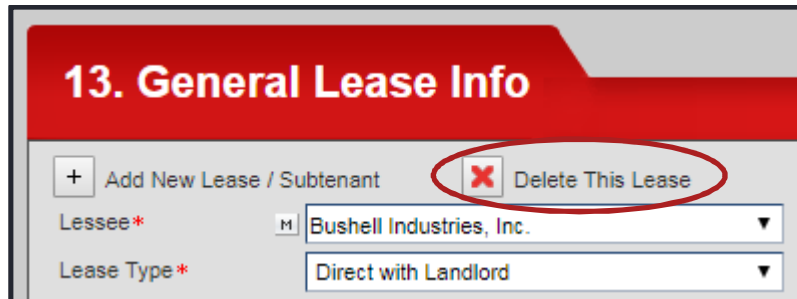 13. General Lease Info
+ Add New Lease / Subtenant Delete This Lease
Lessee* M Bushell Industries, Inc.
Lease Type* Direct with Landlord